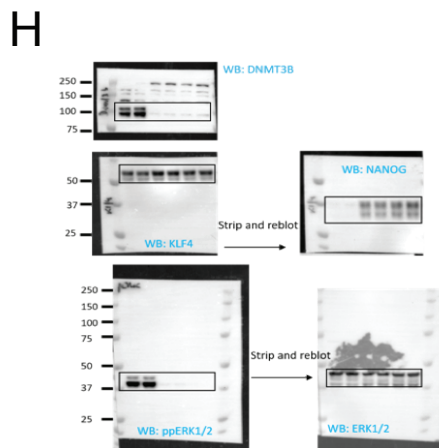 H
WB: DNMT3B
250
150
100
75
50
37
25
WB: KLF4
Strip and reblot
WB: NANOG
250
150
100
75
50
37
25
WB: ppERK1/2
Strip and reblot
WB: ERK1/2